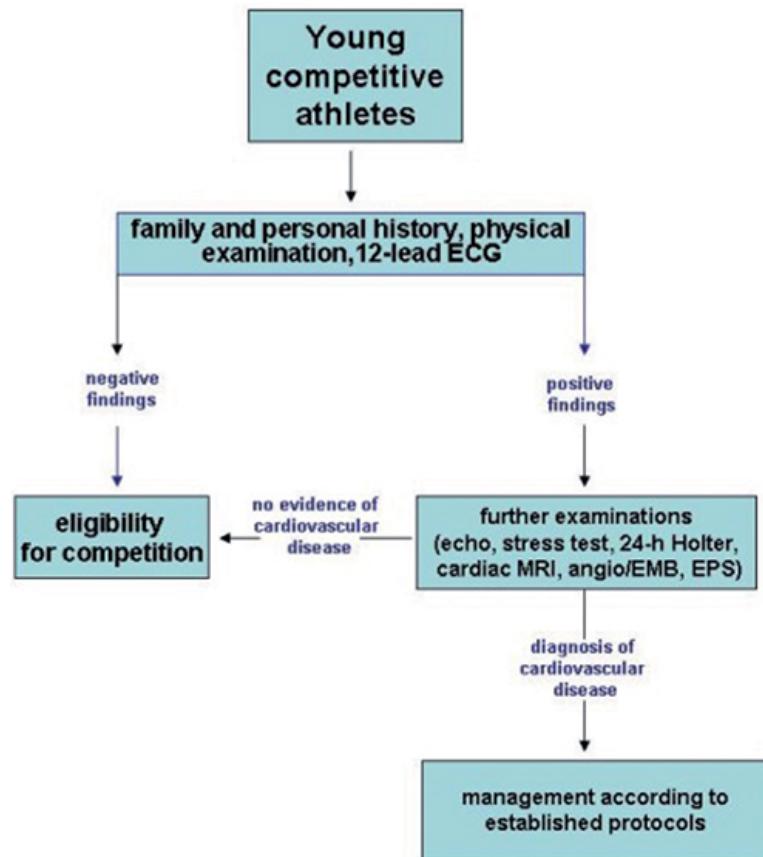 Young
competitive
athletes
family and personal history, physical
examination,12-lead ECG
negative
findings
positive
findings
eligibility
for competition
no evidence of
cardiovascular
disease
further examinations
(echo, stress test, 24-h Holter,
cardiac MRI, angio/EMB, EPS)
diagnosis of
cardiovascular
disease
management according to
established protocols